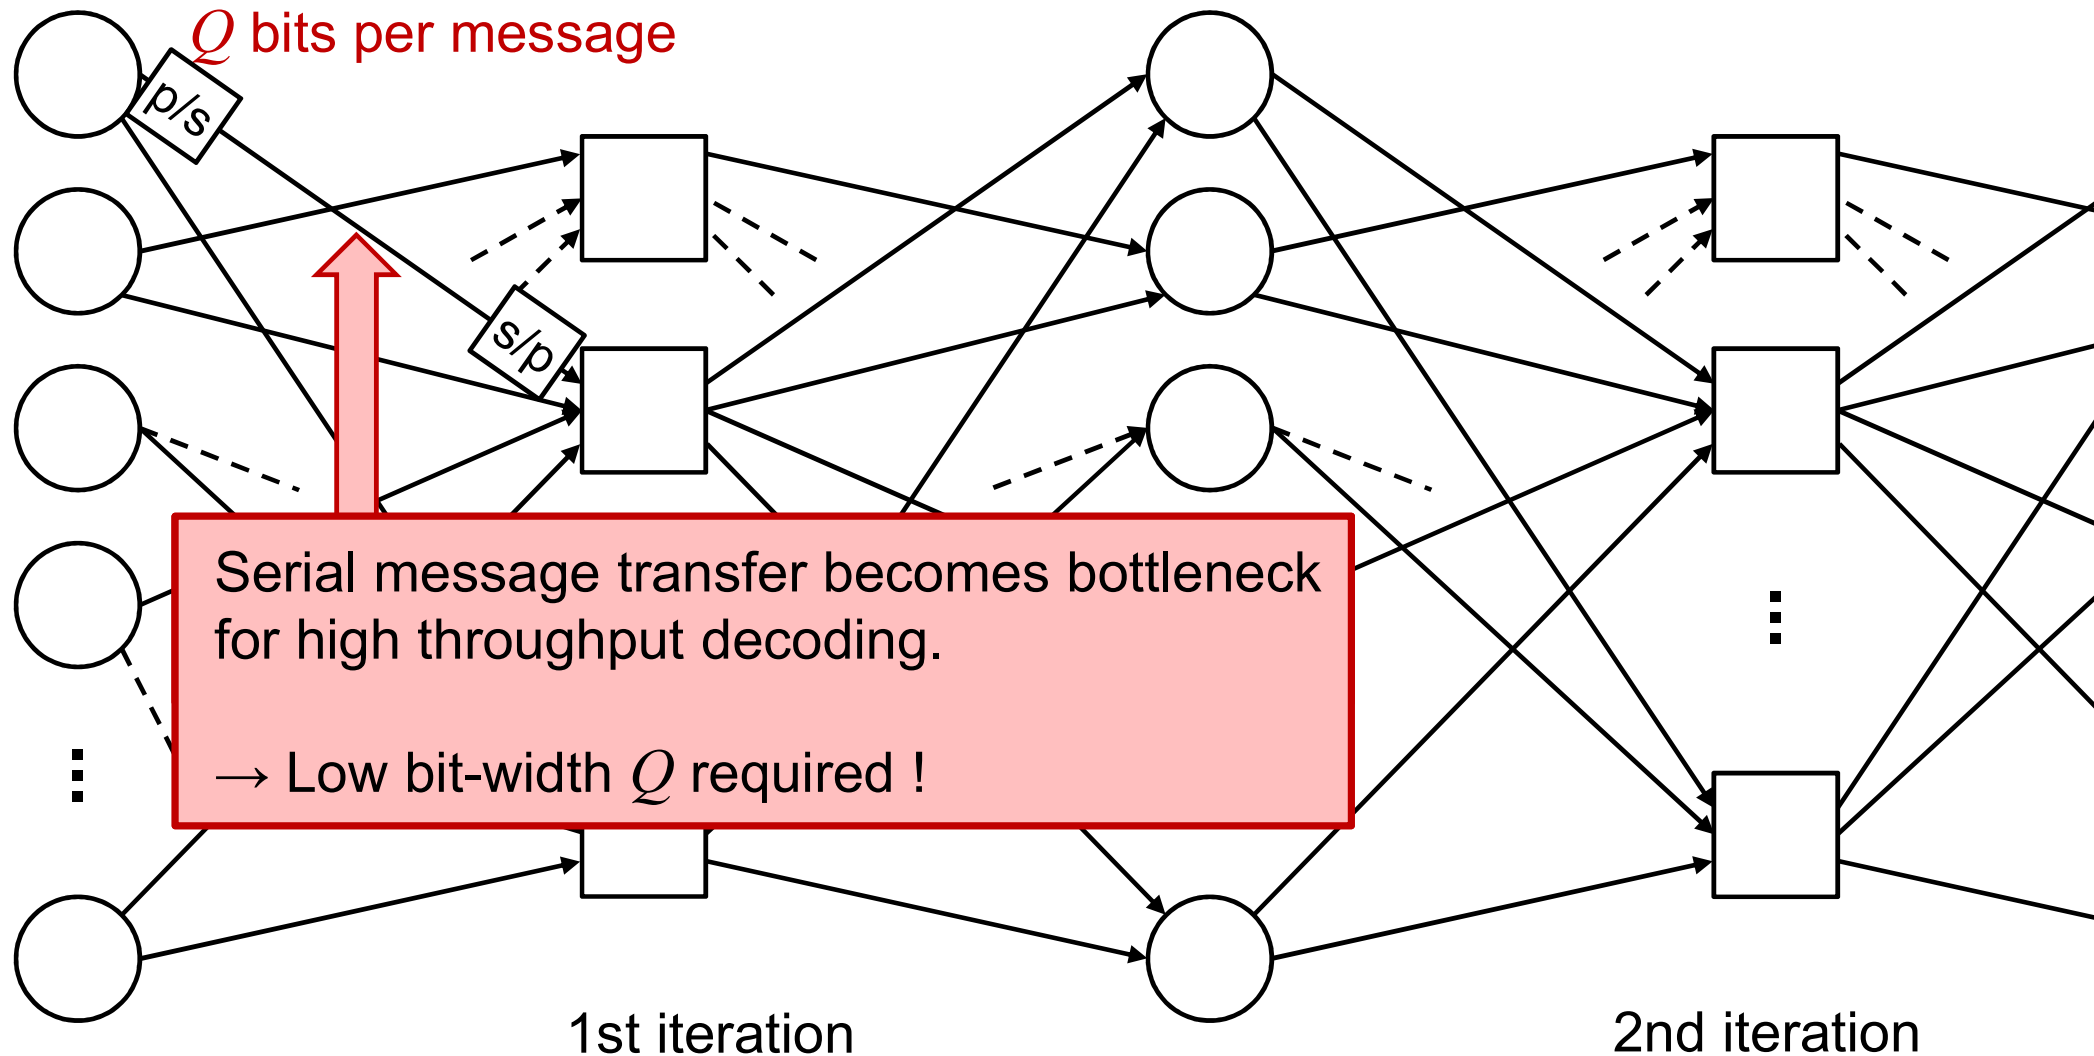 Q bits per message
p/s
s/p
Serial message transfer becomes bottleneck
for high throughput decoding.
→ Low bit-width Q required !
1st iteration
2nd iteration